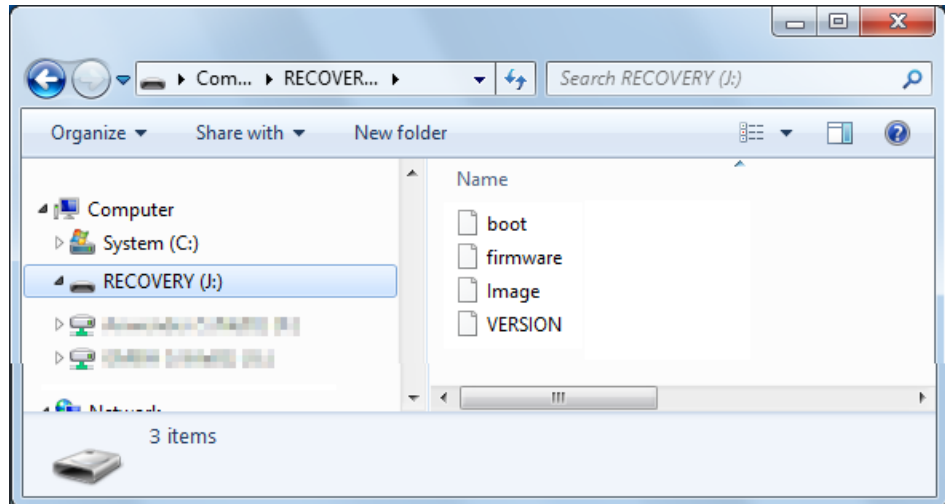 Com... RECOVER...
Search RECOVERY (J:)
Organize Share with New folder
Name
Computer
System (C:)
RECOVERY (J:)
boot
firmware
Image
VERSION
3 items